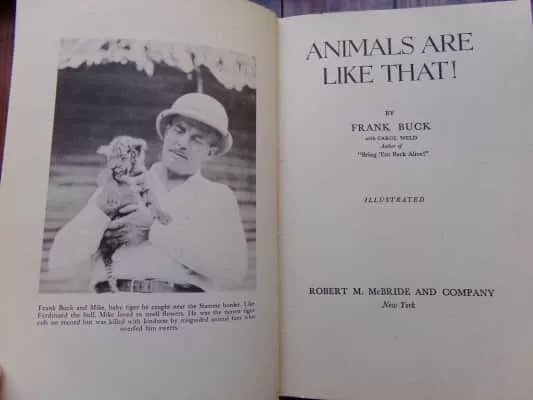 Frank Buck and Mike, baby tiger he caught near the Siamese border. Like
Ferdinand the bull, Mike loved to smell flowers. He was the tamest tiger
cub on record but was killed with kindness by misguided animal fans who
overfed him sweets.
ANIMALS ARE
LIKE THAT!
BY
FRANK BUCK
with CAROL WELD
Author of
"Bring 'Em Back Alive!"
ILLUSTRATED
ROBERT M. McBRIDE AND COMPANY
New York